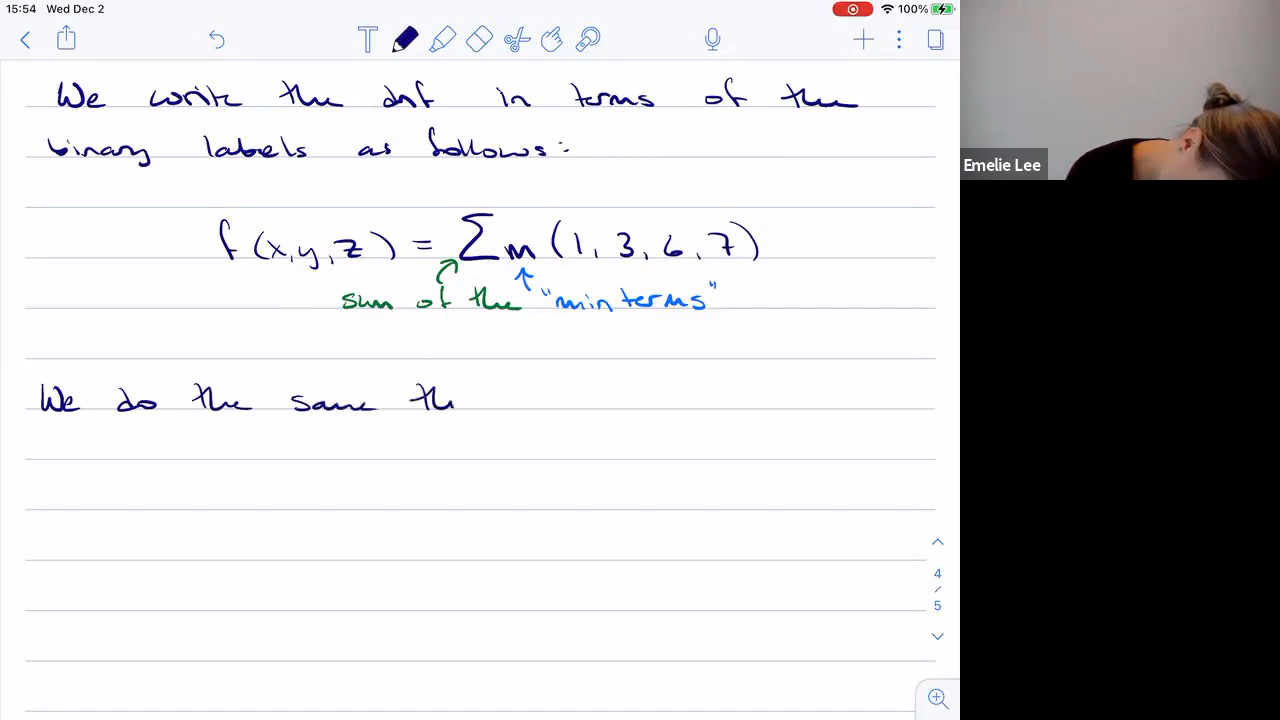 15:54 Wed Dec 2
100%
We write the dnf in terms of the
binary labels as follows:
f(x,y,z) = Σm(1, 3, 6, 7)
sum of the "minterms"
We do the same th
4
/
5
Emelie Lee